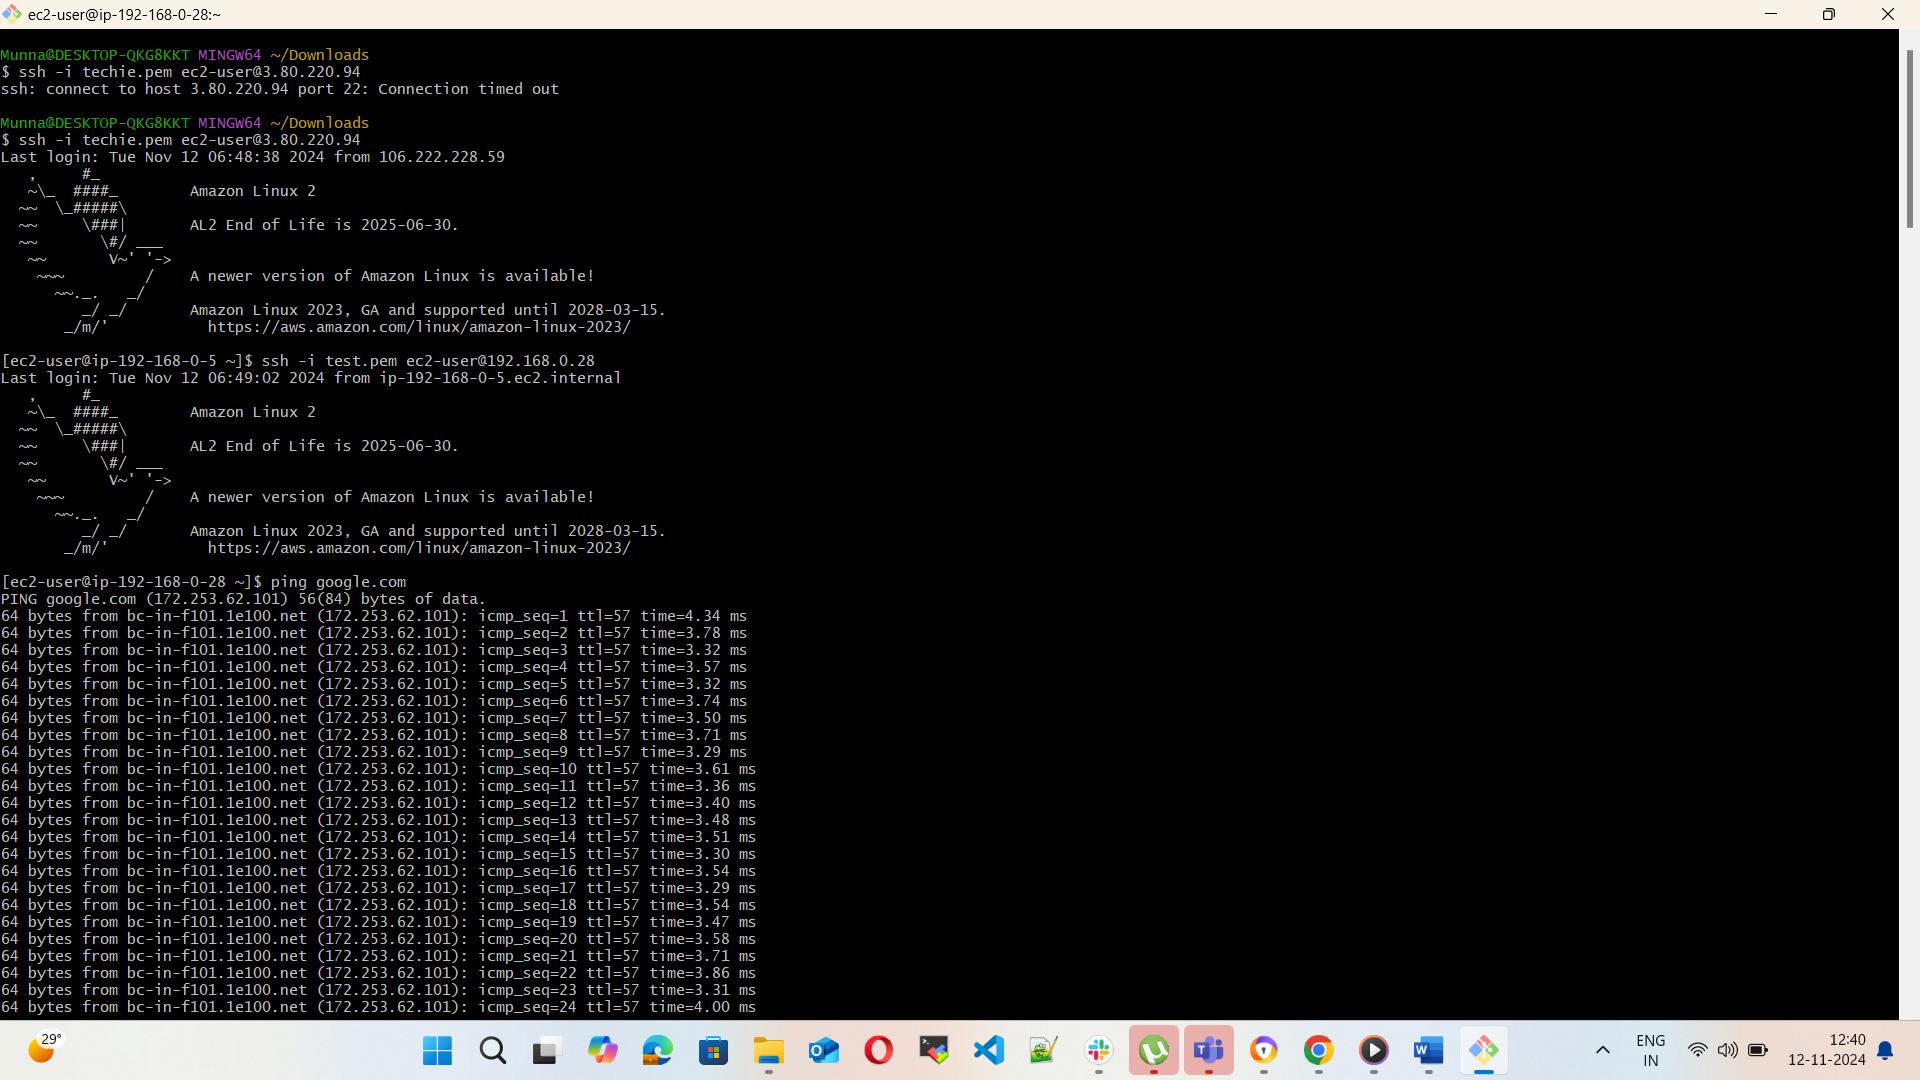 ec2-user@ip-192-168-0-28:~
Munna@DESKTOP-QKG8KKT MINGW64 ~/Downloads
$ ssh -i techie.pem ec2-user@3.80.220.94
ssh: connect to host 3.80.220.94 port 22: Connection timed out
Munna@DESKTOP-QKG8KKT MINGW64 ~/Downloads
$ ssh -i techie.pem ec2-user@3.80.220.94
Last login: Tue Nov 12 06:48:38 2024 from 106.222.228.59
   ,     #_
   ~\_  ####_        Amazon Linux 2
  ~~  \_#####\
  ~~     \###|       AL2 End of Life is 2025-06-30.
  ~~       \#/ ___
   ~~       V~' '->
    ~~~         /    A newer version of Amazon Linux is available!
      ~~._.   _/
         _/ _/       Amazon Linux 2023, GA and supported until 2028-03-15.
       _/m/'           https://aws.amazon.com/linux/amazon-linux-2023/
[ec2-user@ip-192-168-0-5 ~]$ ssh -i test.pem ec2-user@192.168.0.28
Last login: Tue Nov 12 06:49:02 2024 from ip-192-168-0-5.ec2.internal
   ,     #_
   ~\_  ####_        Amazon Linux 2
  ~~  \_#####\
  ~~     \###|       AL2 End of Life is 2025-06-30.
  ~~       \#/ ___
   ~~       V~' '->
    ~~~         /    A newer version of Amazon Linux is available!
      ~~._.   _/
         _/ _/       Amazon Linux 2023, GA and supported until 2028-03-15.
       _/m/'           https://aws.amazon.com/linux/amazon-linux-2023/
[ec2-user@ip-192-168-0-28 ~]$ ping google.com
PING google.com (172.253.62.101) 56(84) bytes of data.
64 bytes from bc-in-f101.1e100.net (172.253.62.101): icmp_seq=1 ttl=57 time=4.34 ms
64 bytes from bc-in-f101.1e100.net (172.253.62.101): icmp_seq=2 ttl=57 time=3.78 ms
64 bytes from bc-in-f101.1e100.net (172.253.62.101): icmp_seq=3 ttl=57 time=3.32 ms
64 bytes from bc-in-f101.1e100.net (172.253.62.101): icmp_seq=4 ttl=57 time=3.57 ms
64 bytes from bc-in-f101.1e100.net (172.253.62.101): icmp_seq=5 ttl=57 time=3.32 ms
64 bytes from bc-in-f101.1e100.net (172.253.62.101): icmp_seq=6 ttl=57 time=3.74 ms
64 bytes from bc-in-f101.1e100.net (172.253.62.101): icmp_seq=7 ttl=57 time=3.50 ms
64 bytes from bc-in-f101.1e100.net (172.253.62.101): icmp_seq=8 ttl=57 time=3.71 ms
64 bytes from bc-in-f101.1e100.net (172.253.62.101): icmp_seq=9 ttl=57 time=3.29 ms
64 bytes from bc-in-f101.1e100.net (172.253.62.101): icmp_seq=10 ttl=57 time=3.61 ms
64 bytes from bc-in-f101.1e100.net (172.253.62.101): icmp_seq=11 ttl=57 time=3.36 ms
64 bytes from bc-in-f101.1e100.net (172.253.62.101): icmp_seq=12 ttl=57 time=3.40 ms
64 bytes from bc-in-f101.1e100.net (172.253.62.101): icmp_seq=13 ttl=57 time=3.48 ms
64 bytes from bc-in-f101.1e100.net (172.253.62.101): icmp_seq=14 ttl=57 time=3.51 ms
64 bytes from bc-in-f101.1e100.net (172.253.62.101): icmp_seq=15 ttl=57 time=3.30 ms
64 bytes from bc-in-f101.1e100.net (172.253.62.101): icmp_seq=16 ttl=57 time=3.54 ms
64 bytes from bc-in-f101.1e100.net (172.253.62.101): icmp_seq=17 ttl=57 time=3.29 ms
64 bytes from bc-in-f101.1e100.net (172.253.62.101): icmp_seq=18 ttl=57 time=3.54 ms
64 bytes from bc-in-f101.1e100.net (172.253.62.101): icmp_seq=19 ttl=57 time=3.47 ms
64 bytes from bc-in-f101.1e100.net (172.253.62.101): icmp_seq=20 ttl=57 time=3.58 ms
64 bytes from bc-in-f101.1e100.net (172.253.62.101): icmp_seq=21 ttl=57 time=3.71 ms
64 bytes from bc-in-f101.1e100.net (172.253.62.101): icmp_seq=22 ttl=57 time=3.86 ms
64 bytes from bc-in-f101.1e100.net (172.253.62.101): icmp_seq=23 ttl=57 time=3.31 ms
64 bytes from bc-in-f101.1e100.net (172.253.62.101): icmp_seq=24 ttl=57 time=4.00 ms
29°
ENG
IN
12:40
12-11-2024